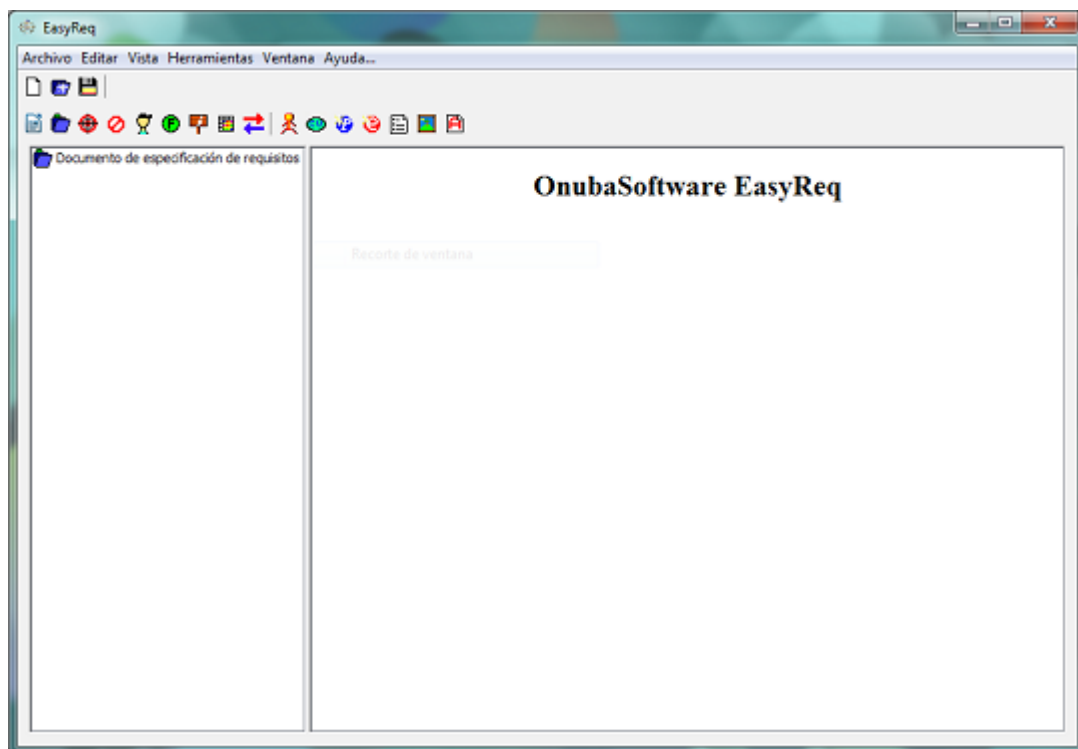 EasyReq
Archivo Editar Vista Herramientas Ventana Ayuda...
Documento de especificación de requisitos
OnubaSoftware EasyReq
Recorte de ventana